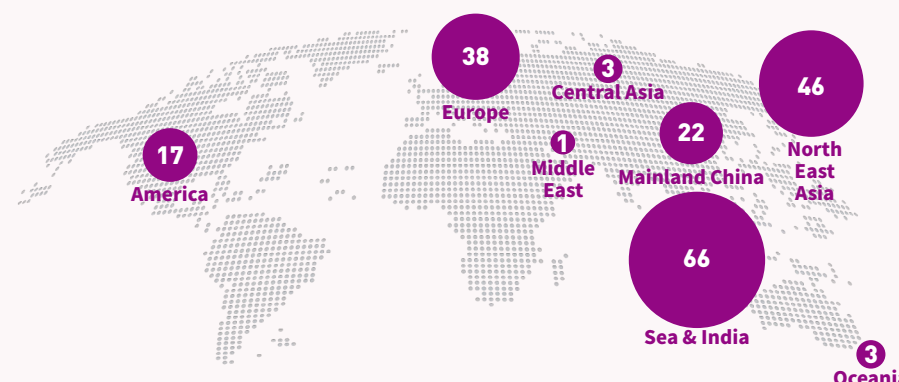 38
Europe
3
Central Asia
46
North
East
Asia
17
America
1
Middle
East
22
Mainland China
66
Sea & India
3
Oceania